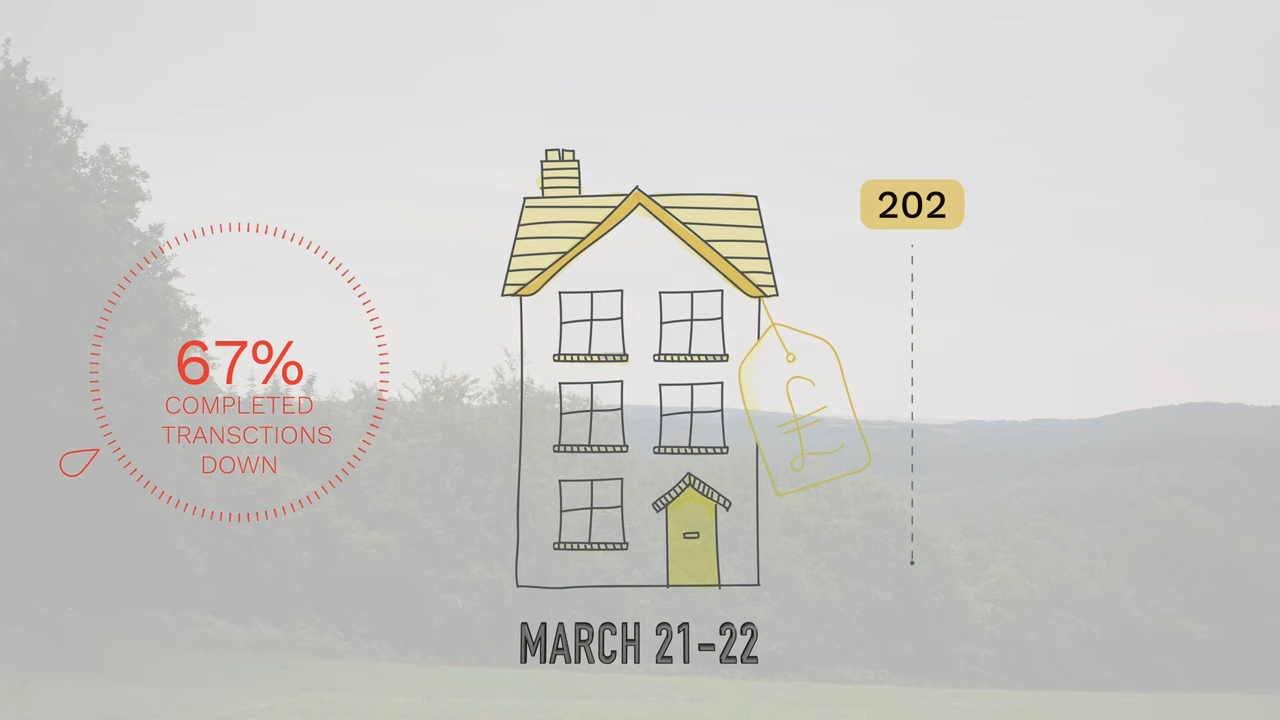 67%
COMPLETED
TRANSCTIONS
DOWN
202
£
MARCH 21-22